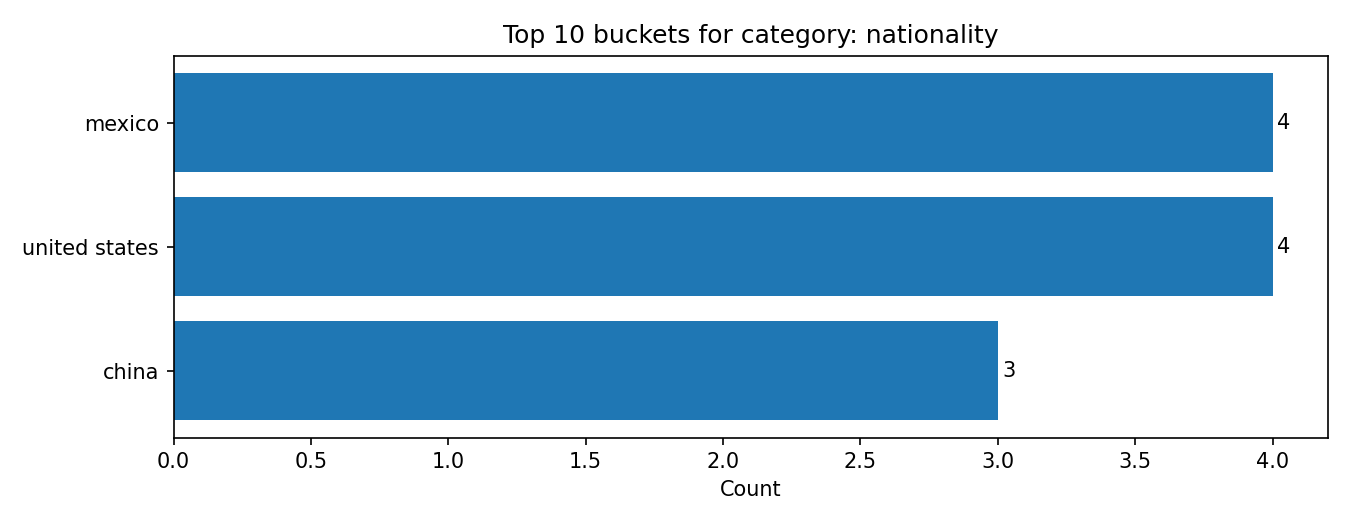 Top 10 buckets for category: nationality
mexico
4
united states
4
china
3
0.0 0.5 1.0 1.5 2.0 2.5 3.0 3.5 4.0
Count